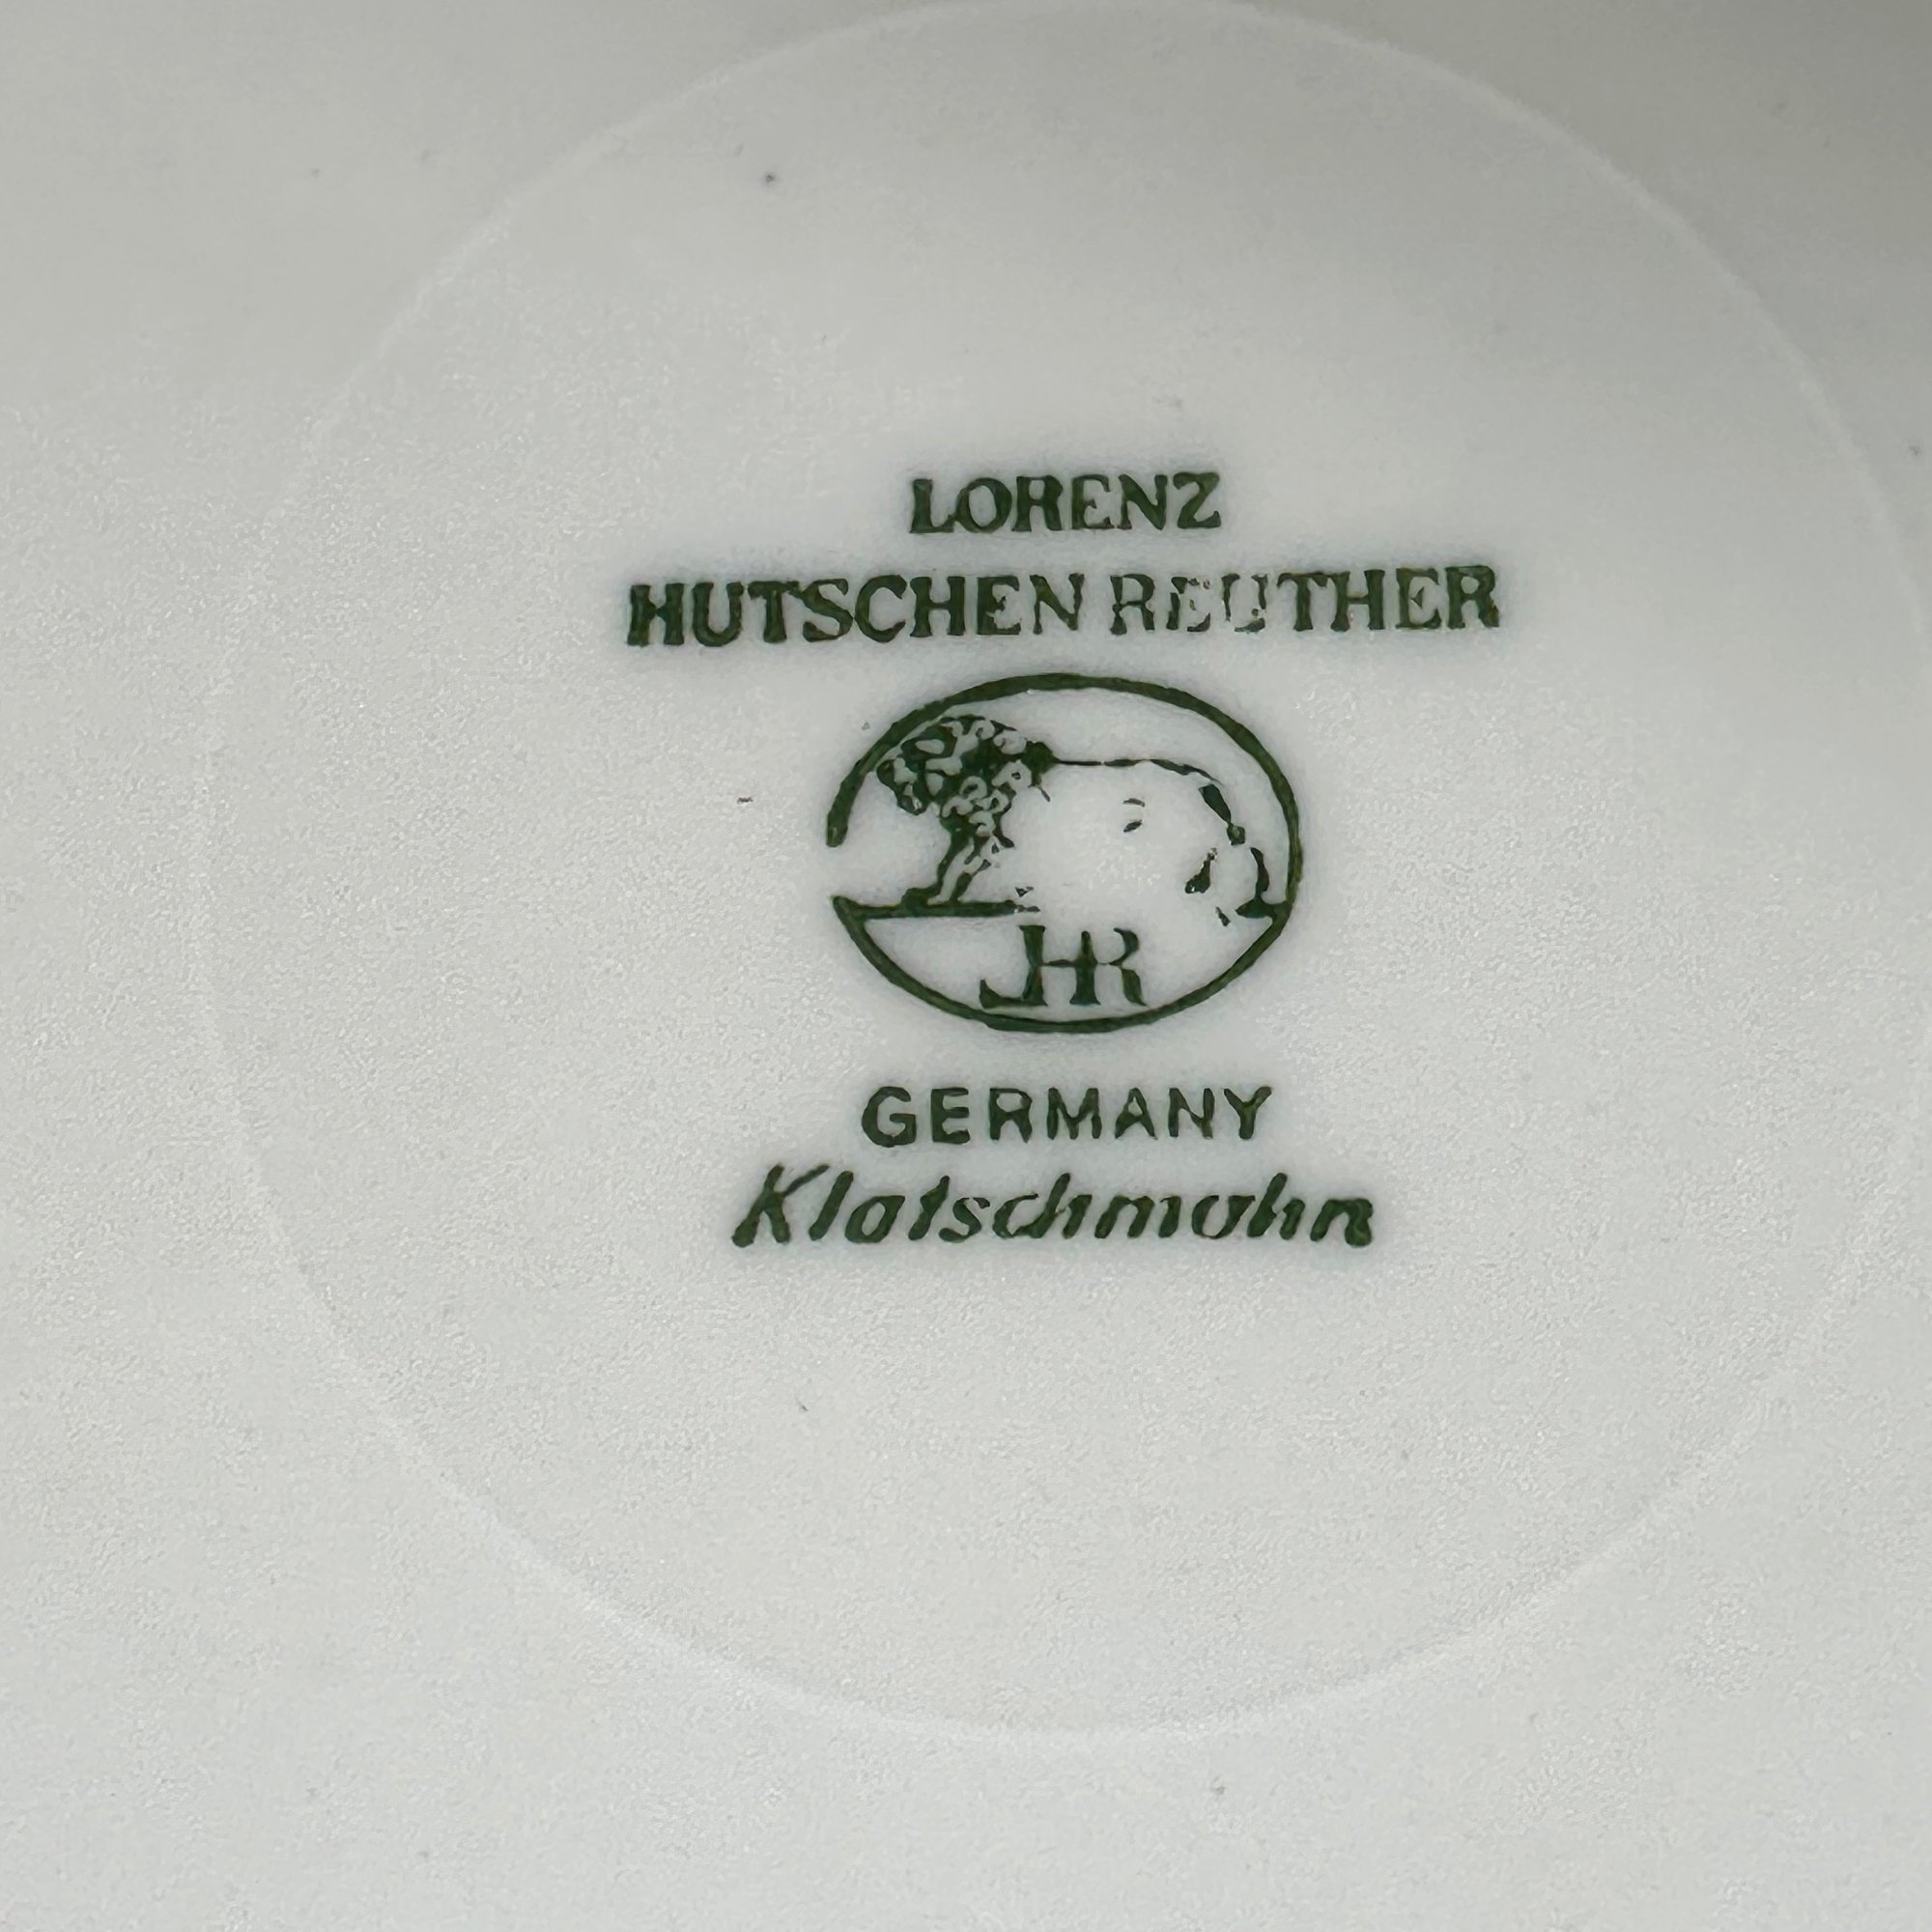 LORENZ
HUTSCHEN REUTHER
LHR
GERMANY
Klatschmohn